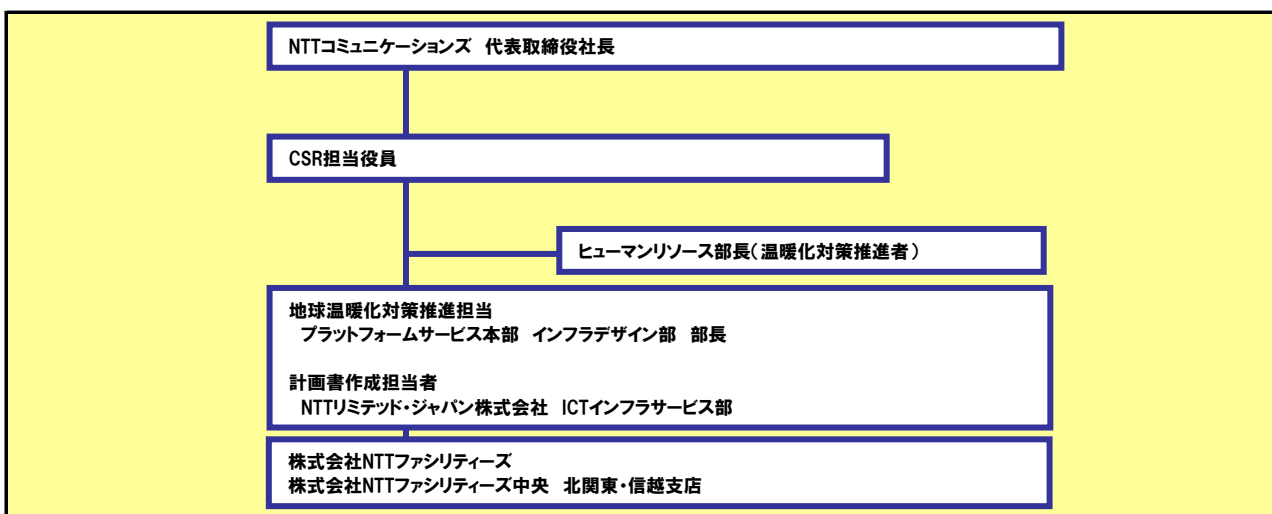 NTTコミュニケーションズ 代表取締役社長
CSR担当役員
ヒューマンリソース部長(温暖化対策推進者)
地球温暖化対策推進担当
プラットフォームサービス本部 インフラデザイン部 部長
計画書作成担当者
NTTリミテッド・ジャパン株式会社 ICTインフラサービス部
株式会社NTTファシリティーズ
株式会社NTTファシリティーズ中央 北関東・信越支店